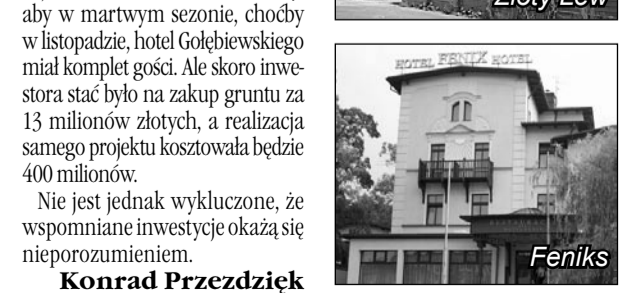 aby w martwym sezonie, choćby
w listopadzie, hotel Gołębiewskiego
miał komplet gości. Ale skoro inwe-
stora stać było na zakup gruntu za
13 milionów złotych, a realizacja
samego projektu kosztowała będzie
400 milionów.
Nie jest jednak wykluczone, że
wspomniane inwestycje okażą się
nieporozumieniem.
Konrad Przezdzięk
Złoty Lew
HOTEL FENIX HOTEL
Feniks